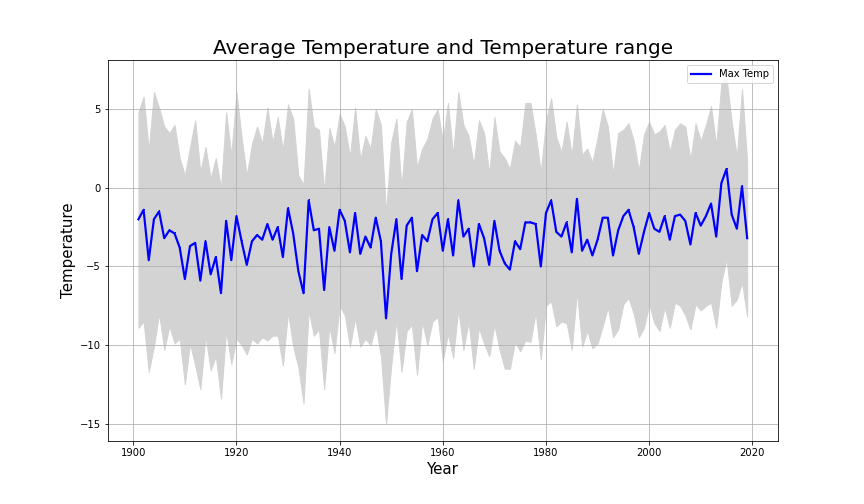 Average Temperature and Temperature range
Max Temp
Temperature
5
0
−5
−10
−15
1900 1920 1940 1960 1980 2000 2020
Year